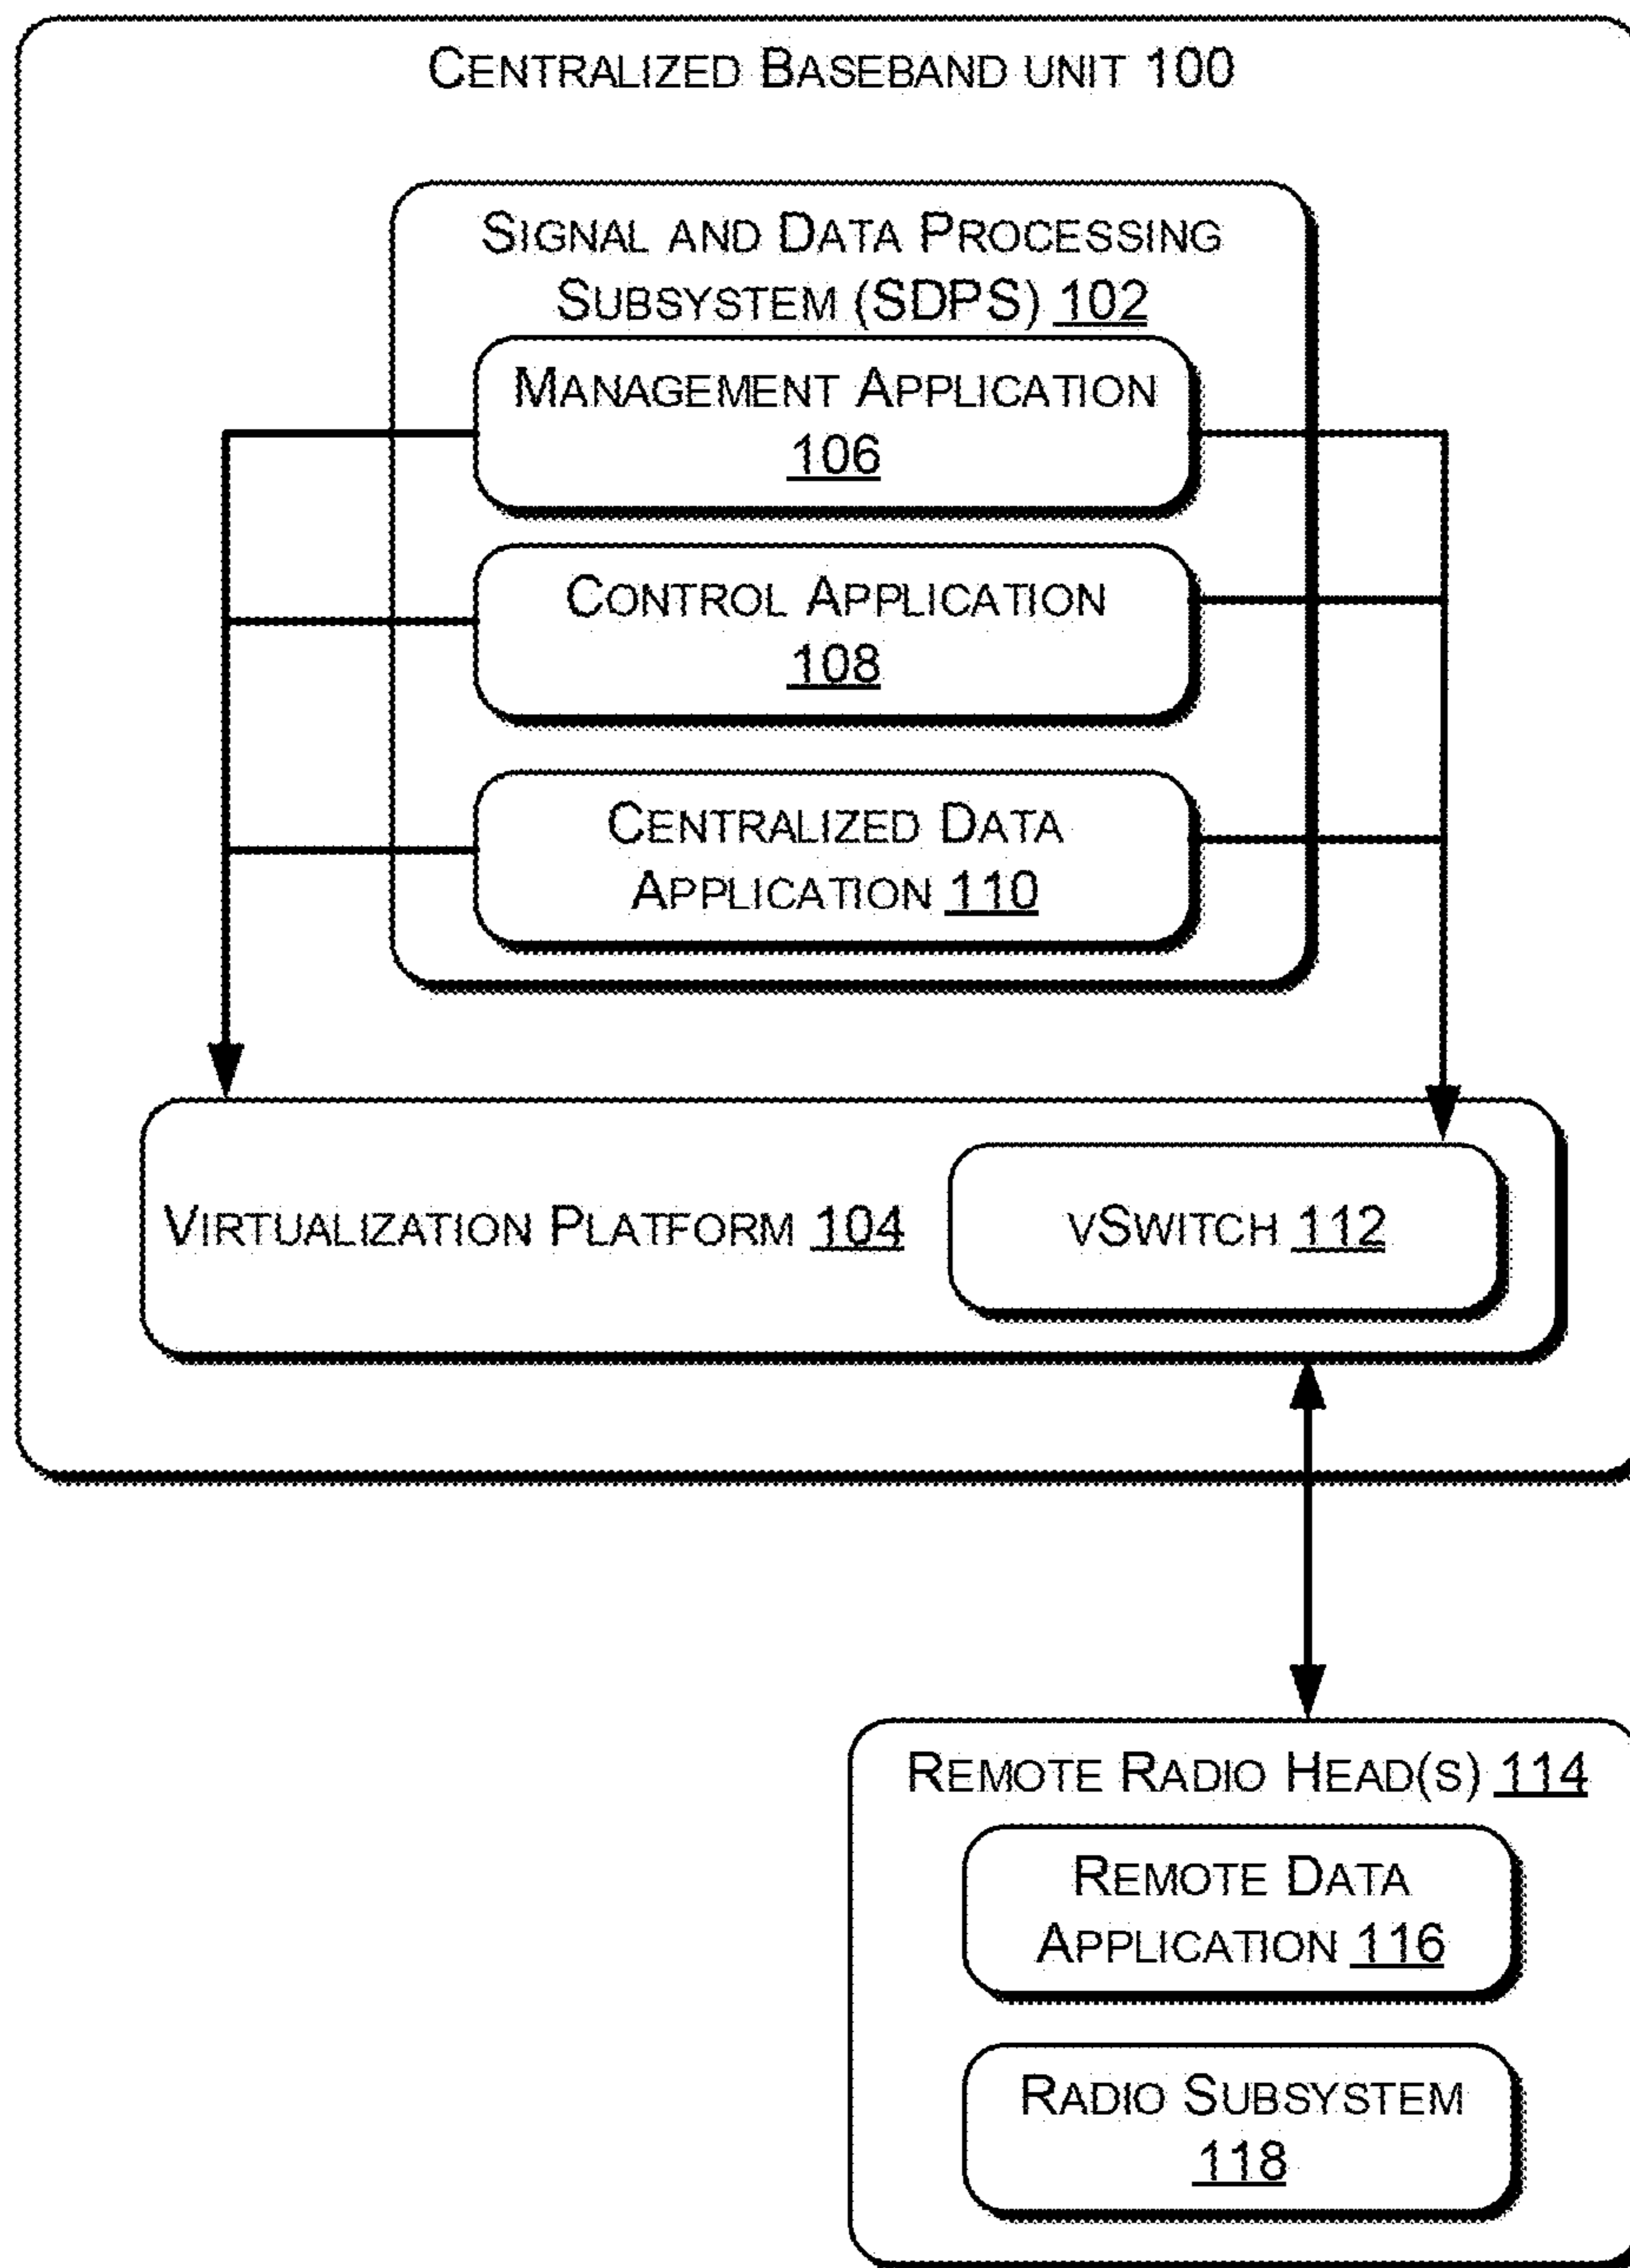 CENTRALIZED BASEBAND UNIT 100
SIGNAL AND DATA PROCESSING
SUBSYSTEM (SDPS) 102
MANAGEMENT APPLICATION
106
CONTROL APPLICATION
108
CENTRALIZED DATA
APPLICATION 110
VIRTUALIZATION PLATFORM 104
VSWITCH 112
REMOTE RADIO HEAD(S) 114
REMOTE DATA
APPLICATION 116
RADIO SUBSYSTEM
118